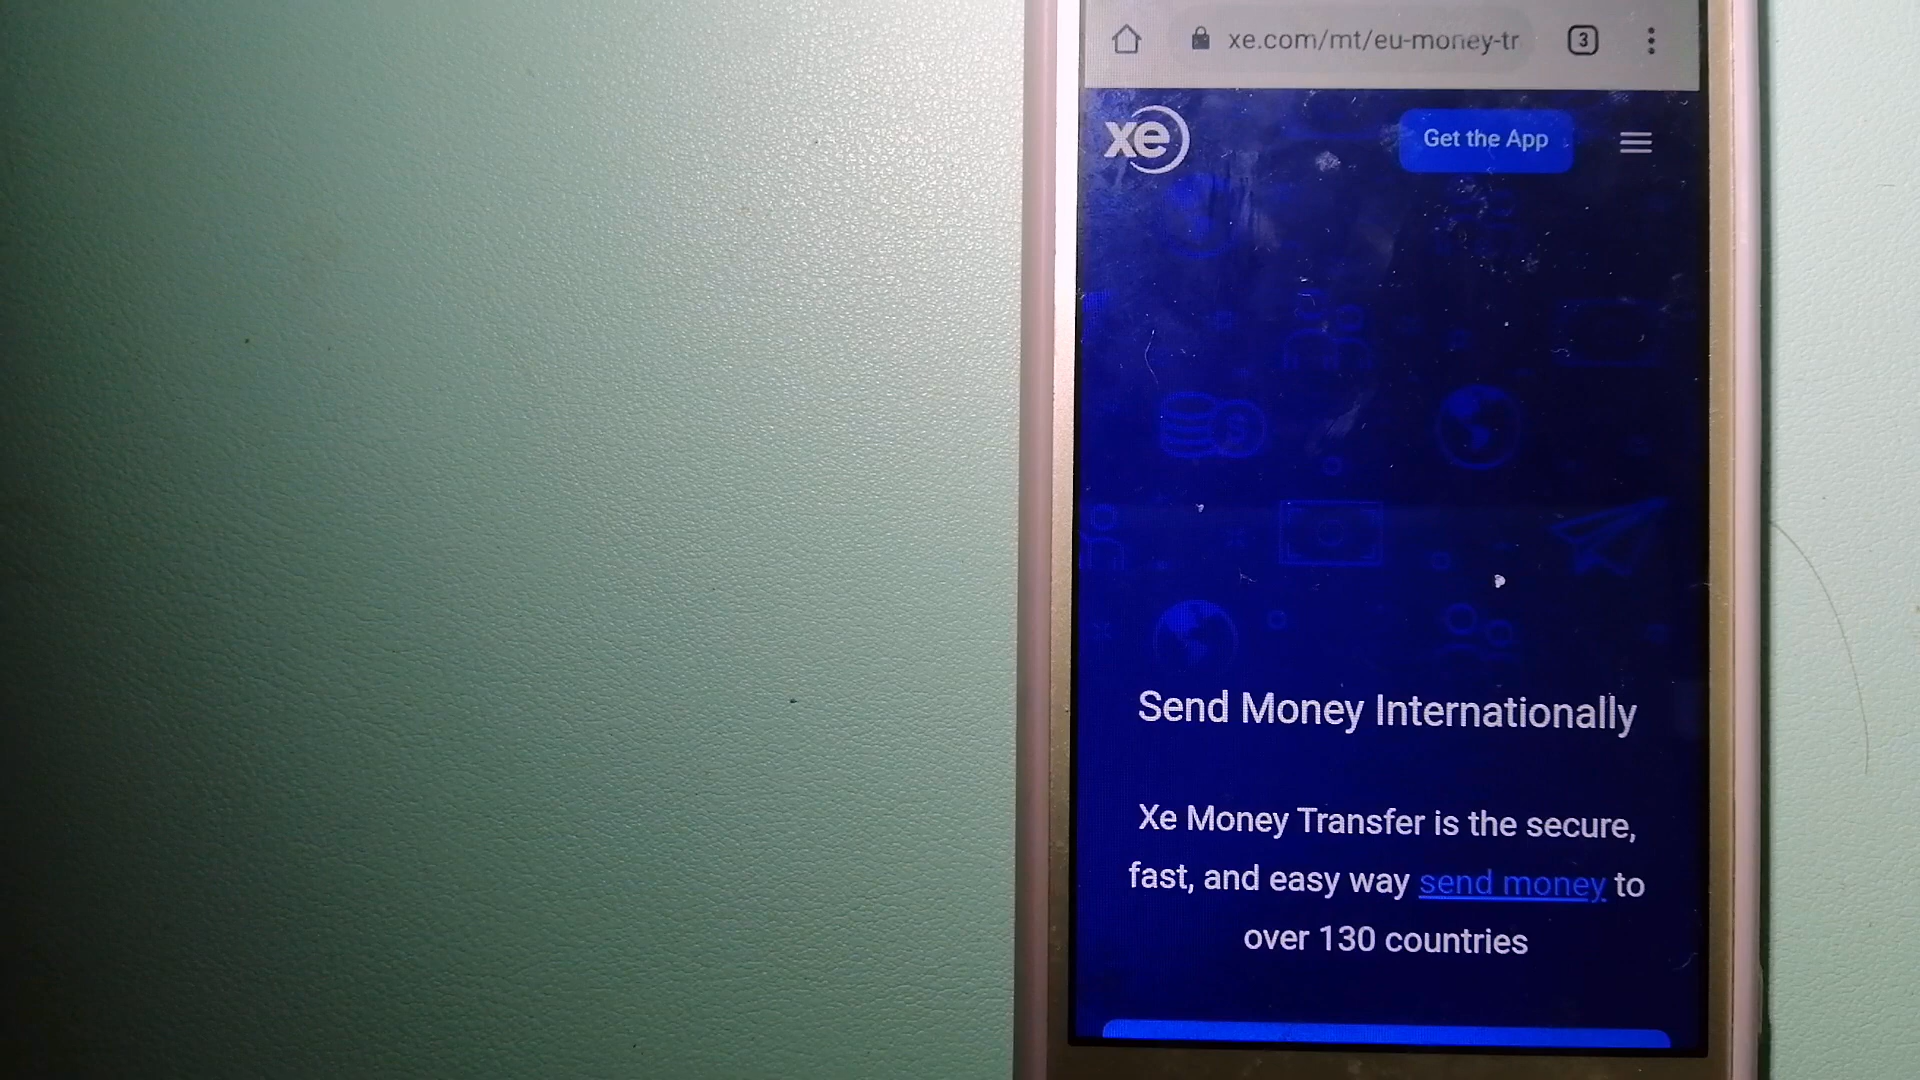 xe.com/mt/eu-money-tr 3
xe Get the App
Send Money Internationally
Xe Money Transfer is the secure,
fast, and easy way send money to
over 130 countries